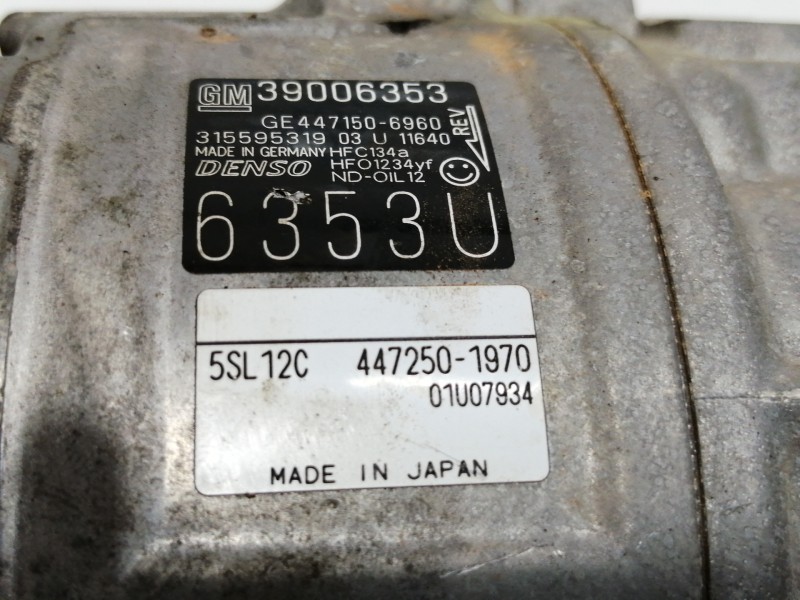 GM 39006353
GE447150-6960
315595319 03 U 11640
REV
MADE IN GERMANY HFC134a
DENSO HFO1234yf
ND-OIL12
6353U
5SL12C 447250-1970
01U07934
MADE IN JAPAN